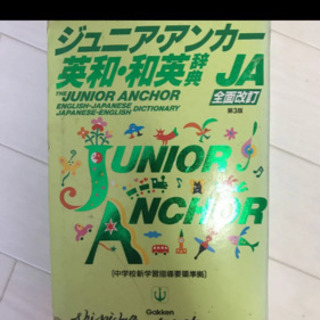 ジュニア・アンカー
英和・和英辞典 JA
THE JUNIOR ANCHOR
ENGLISH-JAPANESE
JAPANESE-ENGLISH DICTIONARY
全面改訂
第3版
JUNIOR
ANCHOR
[中学校新学習指導要領準拠]
Gakken